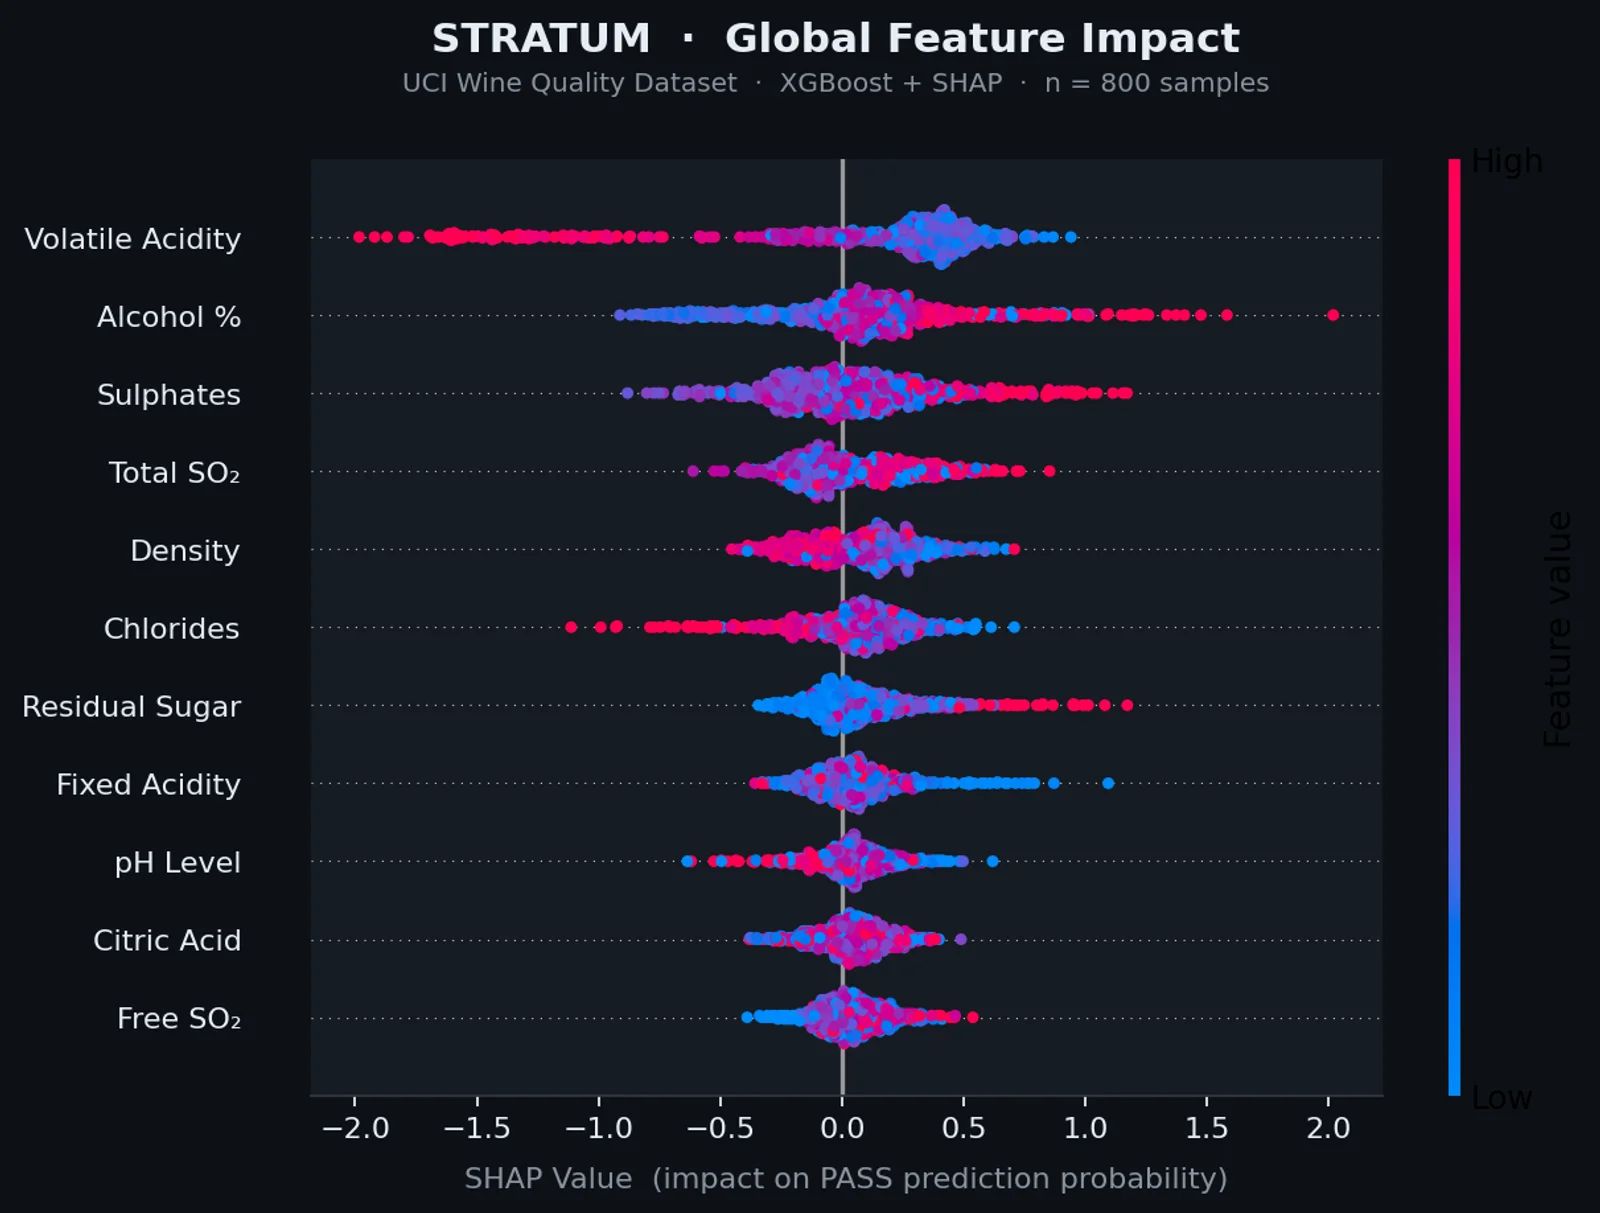 STRATUM · Global Feature Impact
UCI Wine Quality Dataset · XGBoost + SHAP · n = 800 samples
High
Volatile Acidity
Alcohol %
Sulphates
Total SO₂
Density
Chlorides
Residual Sugar
Fixed Acidity
pH Level
Citric Acid
Free SO₂
Feature value
Low
−2.0 −1.5 −1.0 −0.5 0.0 0.5 1.0 1.5 2.0
SHAP Value (impact on PASS prediction probability)